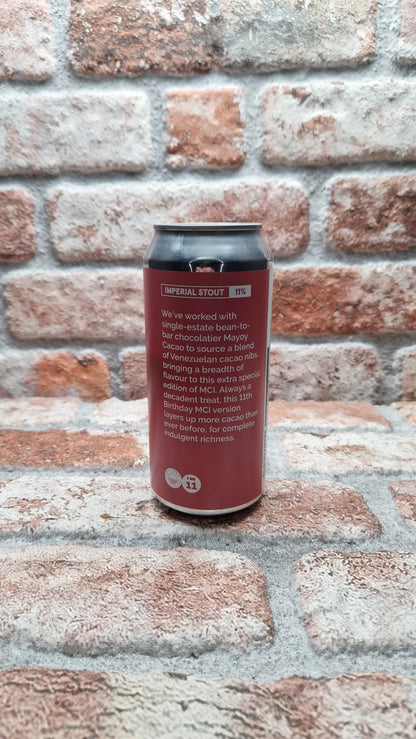 IMPERIAL STOUT 11%
We've worked with
single-estate bean-to-
bar chocolatier Mayoy
Cacao to source a blend
of Venezuelan cacao nibs,
bringing a breadth of
flavour to this extra special
edition of MCI. Always a
decadent treat, this 11th
Birthday MCI version
layers up more cacao than
ever before, for complete
indulgent richness.
11